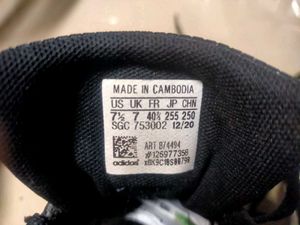 MADE IN CAMBODIA
US UK FR JP CHN
7½ 7 40⅔ 255 250
SGC 753002 12/20
ART B74494
#126977356
adidas